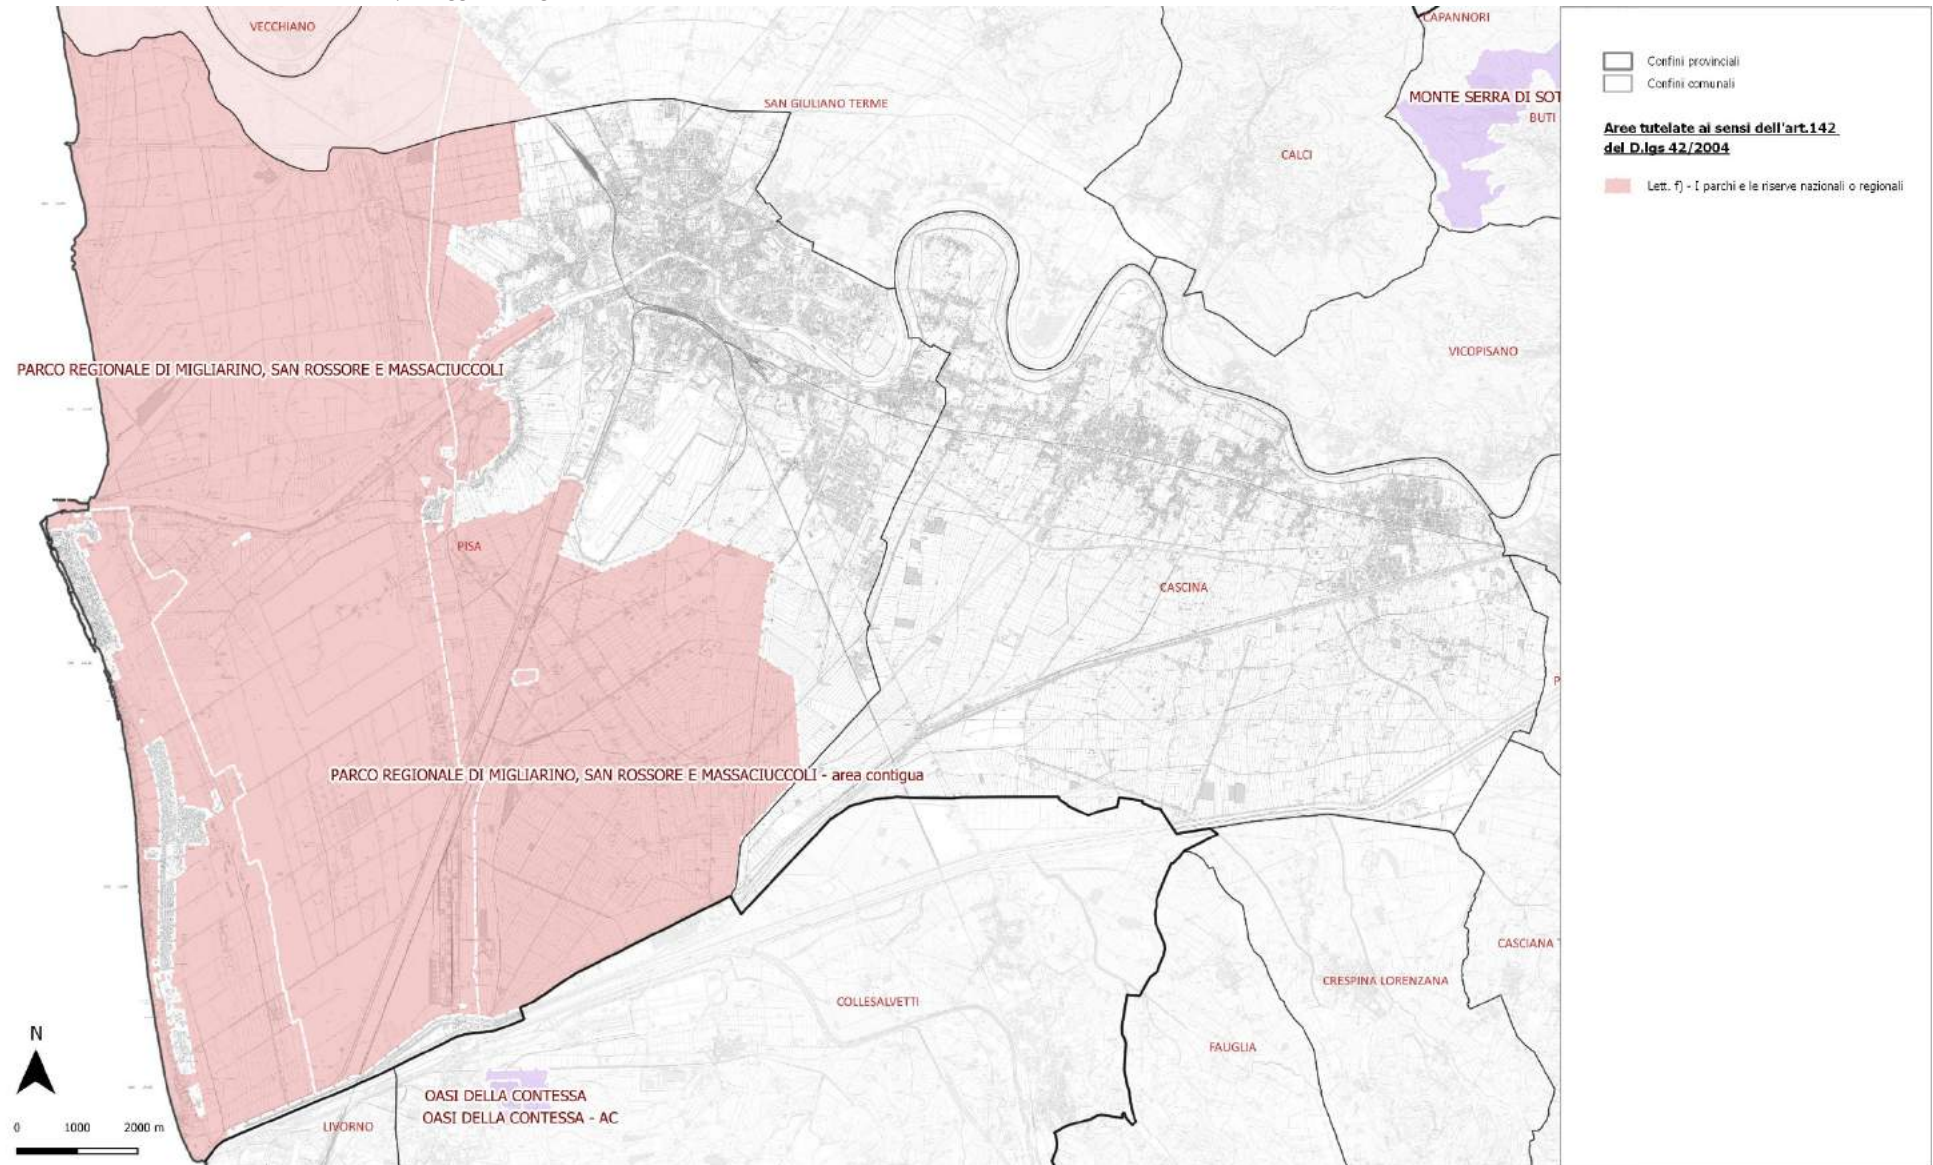 VECCHIANO
CAPANNORI
SAN GIULIANO TERME
MONTE SERRA DI SOT
BUTI
CALCI
VICOPISANO
PARCO REGIONALE DI MIGLIARINO, SAN ROSSORE E MASSACIUCCOLI
PISA
CASCINA
P
PARCO REGIONALE DI MIGLIARINO, SAN ROSSORE E MASSACIUCCOLI - area contigua
CASCIANA T
CRESPINA LORENZANA
COLLESALVETTI
FAUGLIA
OASI DELLA CONTESSA
OASI DELLA CONTESSA - AC
LIVORNO
N
0 1000 2000 m
Confini provinciali
Confini comunali
Aree tutelate ai sensi dell'art.142
del D.lgs 42/2004
Lett. f) - I parchi e le riserve nazionali o regionali